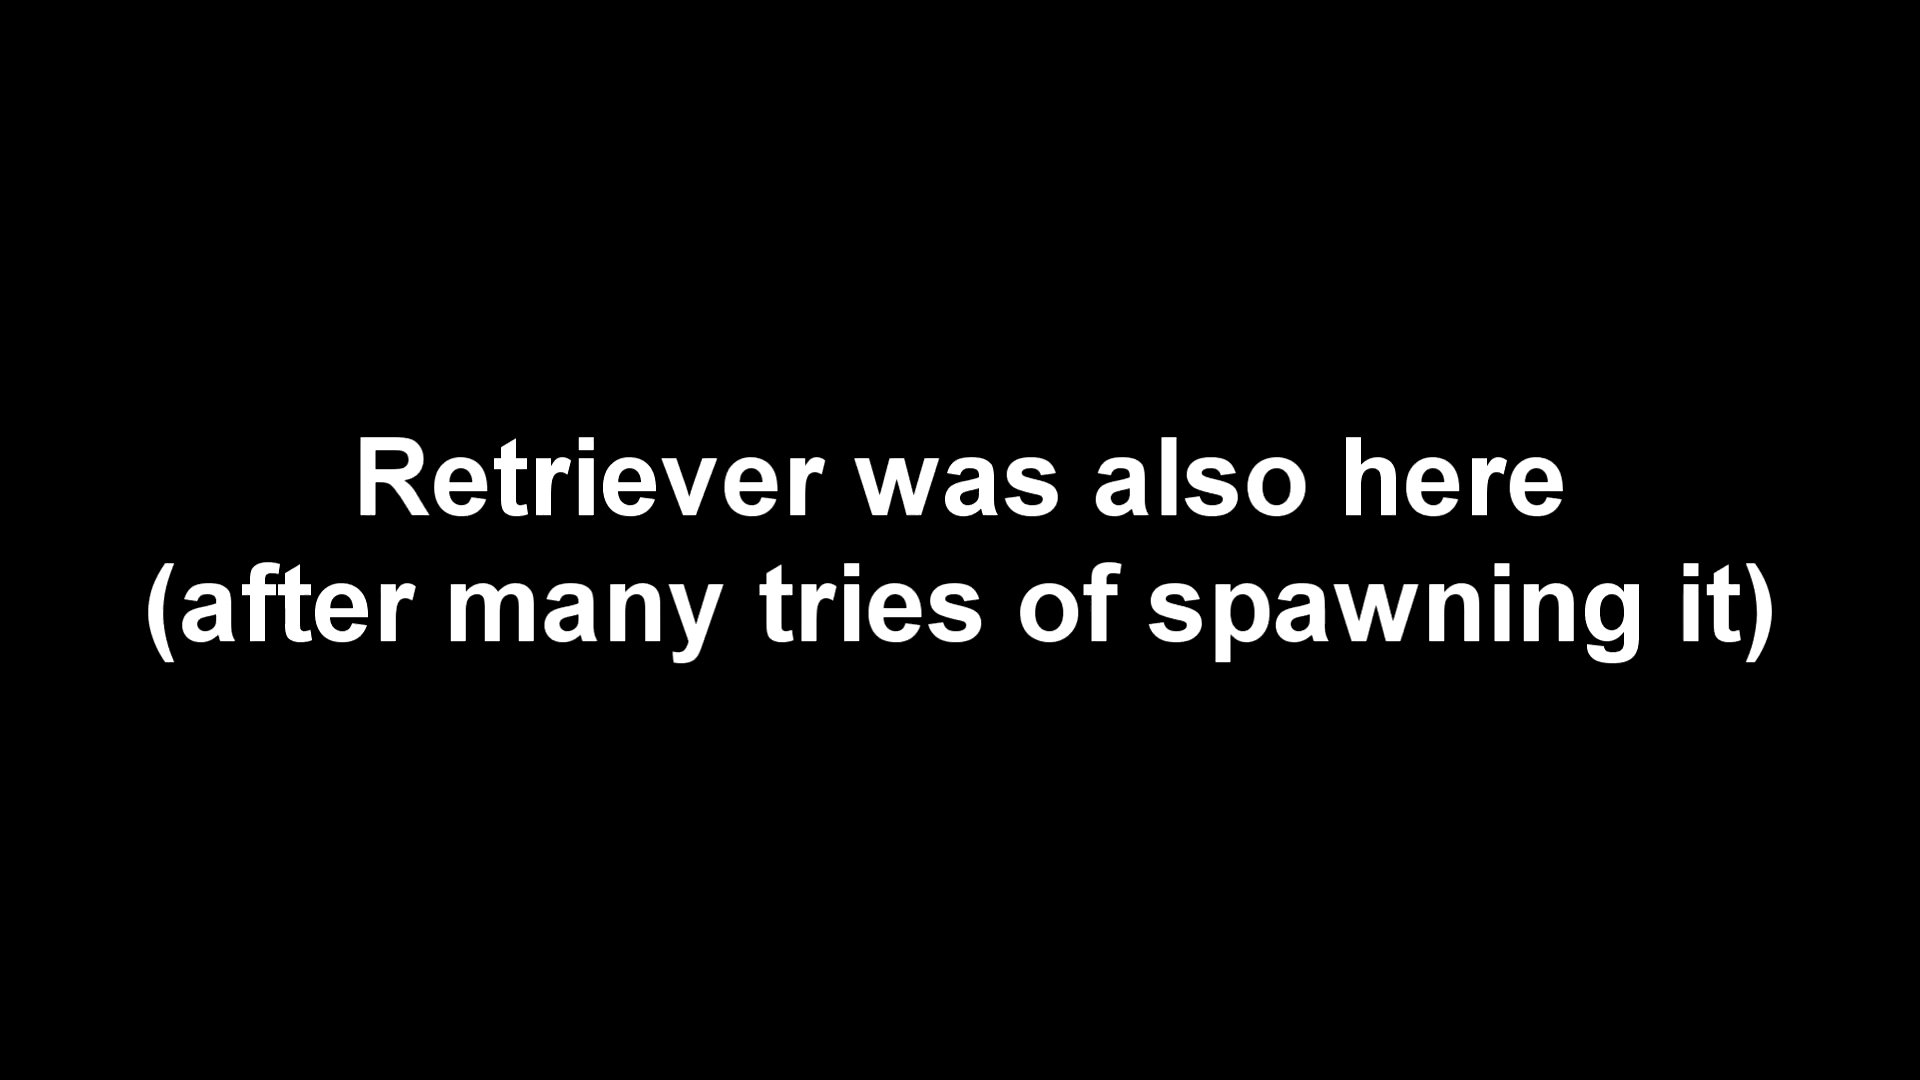 Retriever was also here
(after many tries of spawning it)